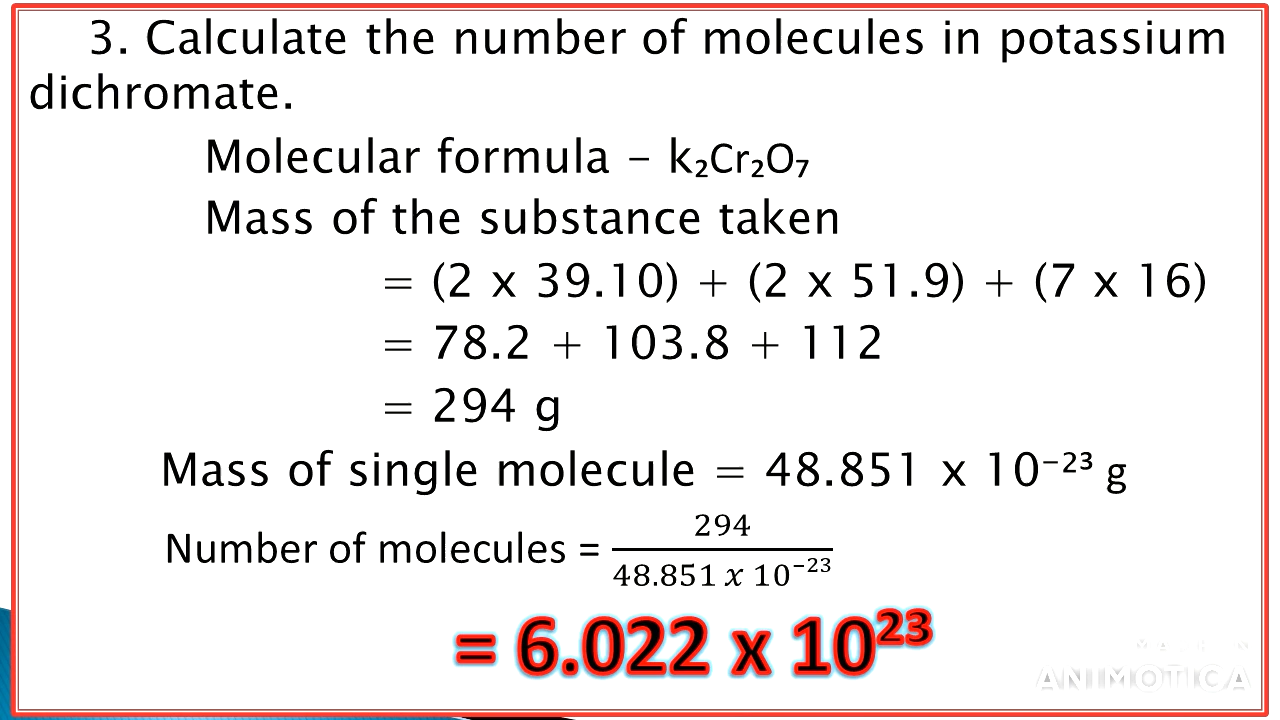 3. Calculate the number of molecules in potassium
dichromate.
Molecular formula – k₂Cr₂O₇
Mass of the substance taken
= (2 x 39.10) + (2 x 51.9) + (7 x 16)
= 78.2 + 103.8 + 112
= 294 g
Mass of single molecule = 48.851 x 10⁻²³ g
Number of molecules = 294
48.851 x 10⁻²³
= 6.022 x 10²³
ANIMOTICA